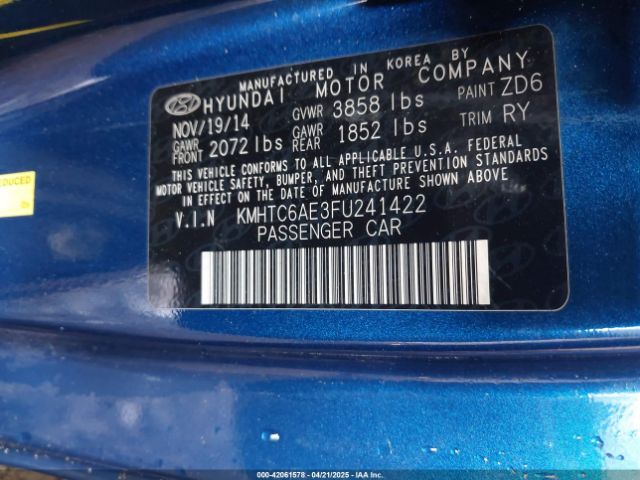 MANUFACTURED IN KOREA BY
HYUNDAI MOTOR COMPANY
NOV/19/14 GVWR 3858 lbs PAINT ZD6
GAWR FRONT 2072 lbs GAWR REAR 1852 lbs TRIM RY
THIS VEHICLE CONFORMS TO ALL APPLICABLE U.S.A. FEDERAL
MOTOR VEHICLE SAFETY, BUMPER, AND THEFT PREVENTION STANDARDS
IN EFFECT ON THE DATE OF MANUFACTURE SHOWN ABOVE.
V.I.N KMHTC6AE3FU241422
PASSENGER CAR
DUCED
000-42061578 - 04/21/2025 - IAA Inc.